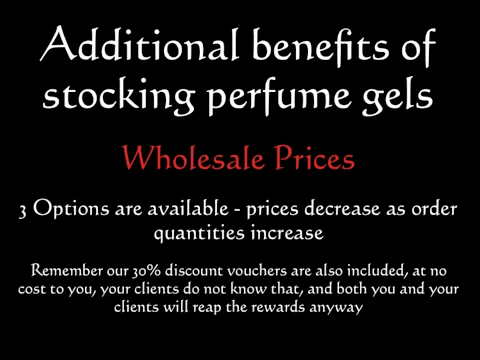 Additional benefits of
stocking perfume gels
Wholesale Prices
3 Options are available - prices decrease as order
quantities increase
Remember our 30% discount vouchers are also included, at no
cost to you, your clients do not know that, and both you and your
clients will reap the rewards anyway